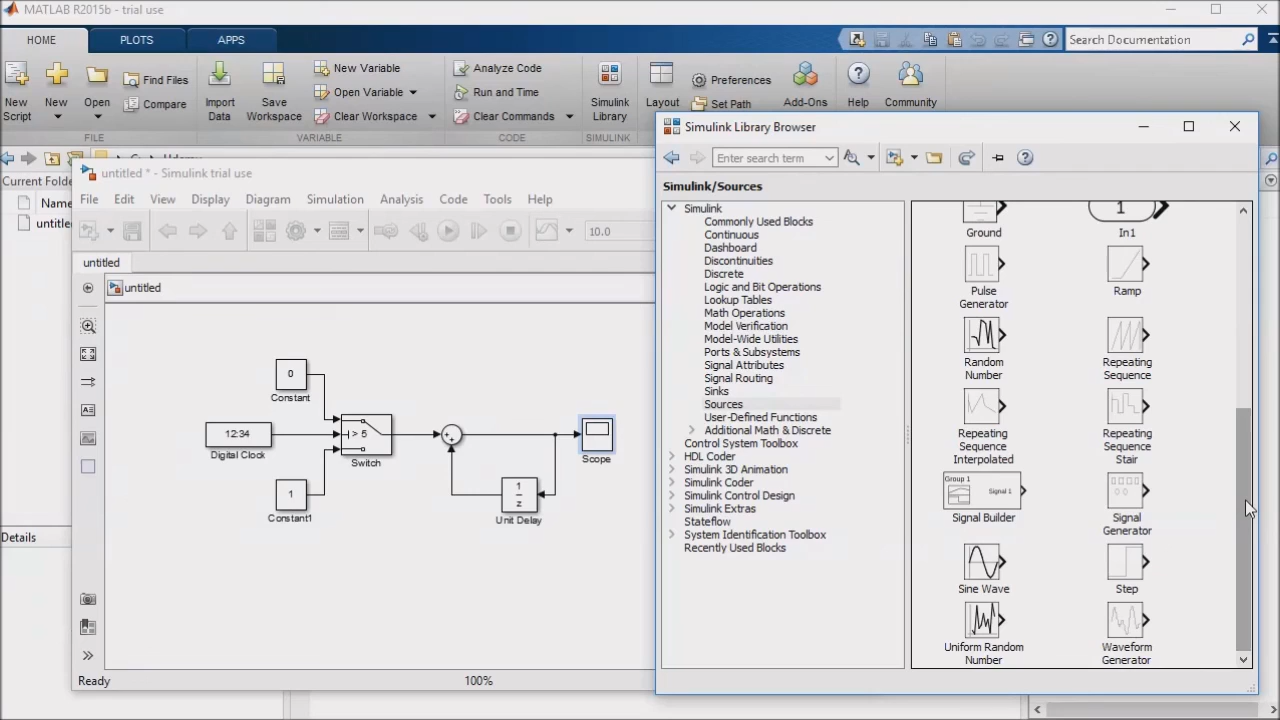 MATLAB R2015b - trial use
HOME
PLOTS
APPS
Search Documentation
New
Script
New
Open
Find Files
Compare
Import
Data
Save
Workspace
New Variable
Open Variable
Clear Workspace
Analyze Code
Run and Time
Clear Commands
Simulink
Library
Layout
Preferences
Set Path
Add-Ons
Help
Community
FILE
VARIABLE
CODE
SIMULINK
Current Folde
Name
untitle
Details
untitled * - Simulink trial use
File Edit View Display Diagram Simulation Analysis Code Tools Help
10.0
untitled
untitled
0
Constant
12:34
Digital Clock
> 5
Switch
1
Constant1
+
+
1
z
Unit Delay
Scope
Ready
100%
Simulink Library Browser
Enter search term
Simulink/Sources
Simulink
Commonly Used Blocks
Continuous
Dashboard
Discontinuities
Discrete
Logic and Bit Operations
Lookup Tables
Math Operations
Model Verification
Model-Wide Utilities
Ports & Subsystems
Signal Attributes
Signal Routing
Sinks
Sources
User-Defined Functions
Additional Math & Discrete
Control System Toolbox
HDL Coder
Simulink 3D Animation
Simulink Coder
Simulink Control Design
Simulink Extras
Stateflow
System Identification Toolbox
Recently Used Blocks
Ground
1
In1
Pulse
Generator
Ramp
Random
Number
Repeating
Sequence
Repeating
Sequence
Interpolated
Repeating
Sequence
Stair
Group 1
Signal 1
Signal Builder
Signal
Generator
Sine Wave
Step
Uniform Random
Number
Waveform
Generator